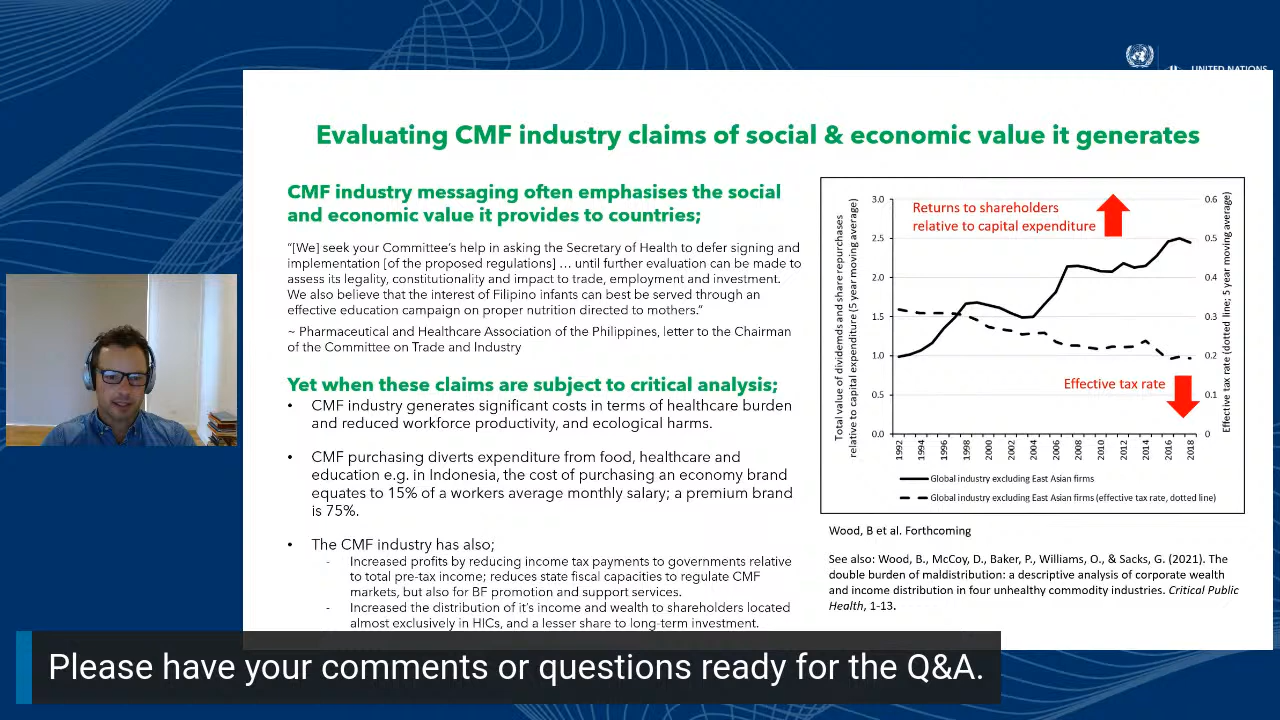 UNITED NATIONS
Evaluating CMF industry claims of social & economic value it generates
CMF industry messaging often emphasises the social
and economic value it provides to countries;
“[We] seek your Committee's help in asking the Secretary of Health to defer signing and
implementation [of the proposed regulations] … until further evaluation can be made to
assess its legality, constitutionality and impact to trade, employment and investment.
We also believe that the interest of Filipino infants can best be served through an
effective education campaign on proper nutrition directed to mothers.”
~ Pharmaceutical and Healthcare Association of the Philippines, letter to the Chairman
of the Committee on Trade and Industry
Yet when these claims are subject to critical analysis;
• CMF industry generates significant costs in terms of healthcare burden
and reduced workforce productivity, and ecological harms.
• CMF purchasing diverts expenditure from food, healthcare and
education e.g. in Indonesia, the cost of purchasing an economy brand
equates to 15% of a workers average monthly salary; a premium brand
is 75%.
• The CMF industry has also;
- Increased profits by reducing income tax payments to governments relative
to total pre-tax income; reduces state fiscal capacities to regulate CMF
markets, but also for BF promotion and support services.
- Increased the distribution of it's income and wealth to shareholders located
almost exclusively in HICs, and a lesser share to long-term investment.
Total value of dividemds and share repurchases
relative to capital expenditure (5 year moving average)
3.0
2.5
2.0
1.5
1.0
0.5
0.0
Returns to shareholders
relative to capital expenditure
Effective tax rate
0.6
0.5
0.4
0.3
0.2
0.1
0
Effective tax rate (dotted line; 5 year moving average)
1992
1994
1996
1998
2000
2002
2004
2006
2008
2010
2012
2014
2016
2018
Global industry excluding East Asian firms
Global industry excluding East Asian firms (effective tax rate, dotted line)
Wood, B et al. Forthcoming
See also: Wood, B., McCoy, D., Baker, P., Williams, O., & Sacks, G. (2021). The
double burden of maldistribution: a descriptive analysis of corporate wealth
and income distribution in four unhealthy commodity industries. Critical Public
Health, 1-13.
Please have your comments or questions ready for the Q&A.